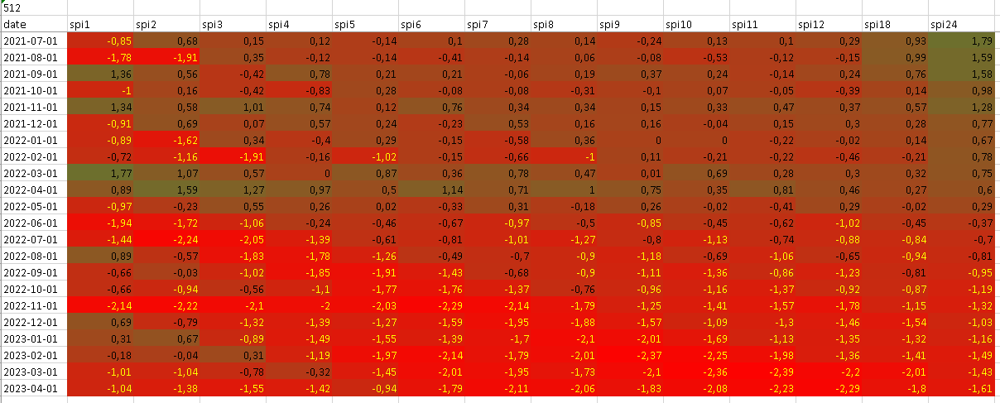 512
date spi1 spi2 spi3 spi4 spi5 spi6 spi7 spi8 spi9 spi10 spi11 spi12 spi18 spi24
2021-07-01 -0,85 0,68 0,15 0,12 -0,14 0,1 0,28 0,14 -0,24 0,13 0,1 0,29 0,93 1,79
2021-08-01 -1,78 -1,91 0,35 -0,12 -0,14 -0,41 -0,14 0,06 -0,08 -0,53 -0,12 -0,15 0,99 1,59
2021-09-01 1,36 0,56 -0,42 0,78 0,21 0,21 -0,06 0,19 0,37 0,24 -0,14 0,24 0,76 1,58
2021-10-01 -1 0,16 -0,42 -0,83 0,28 -0,08 -0,08 -0,31 -0,1 0,07 -0,05 -0,39 0,14 0,98
2021-11-01 1,34 0,58 1,01 0,74 0,12 0,76 0,34 0,34 0,15 0,33 0,47 0,37 0,57 1,28
2021-12-01 -0,91 0,69 0,07 0,57 0,24 -0,23 0,53 0,16 0,16 -0,04 0,15 0,3 0,28 0,77
2022-01-01 -0,89 -1,62 0,34 -0,4 0,29 -0,15 -0,58 0,36 0 0 -0,22 -0,02 0,14 0,67
2022-02-01 -0,72 -1,16 -1,91 -0,16 -1,02 -0,15 -0,66 -1 0,11 -0,21 -0,22 -0,46 -0,21 0,78
2022-03-01 1,77 1,07 0,57 0 0,87 0,36 0,78 0,47 0,01 0,69 0,28 0,3 0,32 0,75
2022-04-01 0,89 1,59 1,27 0,97 0,5 1,14 0,71 1 0,75 0,35 0,81 0,46 0,27 0,6
2022-05-01 -0,97 -0,23 0,55 0,26 0,02 -0,33 0,31 -0,18 0,26 -0,02 -0,41 0,29 -0,02 0,29
2022-06-01 -1,94 -1,72 -1,06 -0,24 -0,46 -0,67 -0,97 -0,5 -0,85 -0,45 -0,62 -1,02 -0,45 -0,37
2022-07-01 -1,44 -2,24 -2,05 -1,39 -0,61 -0,81 -1,01 -1,27 -0,8 -1,13 -0,74 -0,88 -0,84 -0,7
2022-08-01 0,89 -0,57 -1,83 -1,78 -1,26 -0,49 -0,7 -0,9 -1,18 -0,69 -1,06 -0,65 -0,94 -0,81
2022-09-01 -0,66 -0,03 -1,02 -1,85 -1,91 -1,43 -0,68 -0,9 -1,11 -1,36 -0,86 -1,23 -0,81 -0,95
2022-10-01 -0,66 -0,94 -0,56 -1,1 -1,77 -1,76 -1,37 -0,76 -0,96 -1,16 -1,37 -0,92 -0,87 -1,19
2022-11-01 -2,14 -2,22 -2,1 -2 -2,03 -2,29 -2,14 -1,79 -1,25 -1,41 -1,57 -1,78 -1,15 -1,32
2022-12-01 0,69 -0,79 -1,32 -1,39 -1,27 -1,59 -1,95 -1,88 -1,57 -1,09 -1,3 -1,46 -1,54 -1,03
2023-01-01 0,31 0,67 -0,89 -1,49 -1,55 -1,39 -1,7 -2,1 -2,01 -1,69 -1,13 -1,35 -1,32 -1,16
2023-02-01 -0,18 -0,04 0,31 -1,19 -1,97 -2,14 -1,79 -2,01 -2,37 -2,25 -1,98 -1,36 -1,41 -1,49
2023-03-01 -1,01 -1,04 -0,78 -0,32 -1,45 -2,01 -1,95 -1,73 -2,1 -2,36 -2,39 -2,2 -2,01 -1,43
2023-04-01 -1,04 -1,38 -1,55 -1,42 -0,94 -1,79 -2,11 -2,06 -1,83 -2,08 -2,23 -2,29 -1,8 -1,61